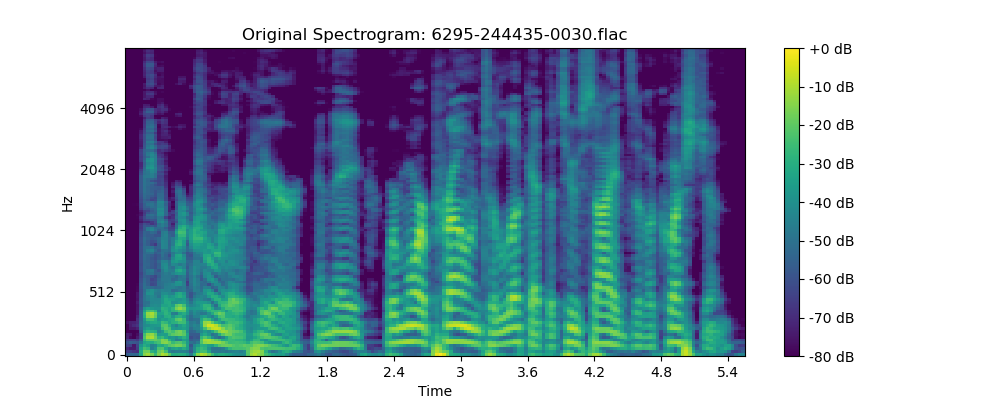 Original Spectrogram: 6295-244435-0030.flac
Hz
4096
2048
1024
512
0
0 0.6 1.2 1.8 2.4 3 3.6 4.2 4.8 5.4
Time
+0 dB
-10 dB
-20 dB
-30 dB
-40 dB
-50 dB
-60 dB
-70 dB
-80 dB